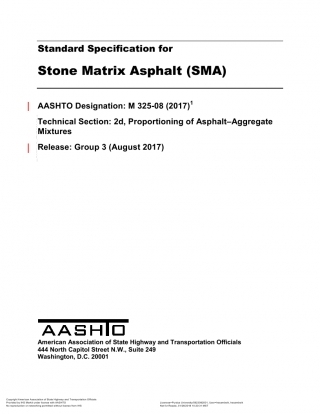 Standard Specification for
Stone Matrix Asphalt (SMA)
AASHTO Designation: M 325-08 (2017)1
Technical Section: 2d, Proportioning of Asphalt–Aggregate
Mixtures
Release: Group 3 (August 2017)
AASHTO
American Association of State Highway and Transportation Officials
444 North Capitol Street N.W., Suite 249
Washington, D.C. 20001